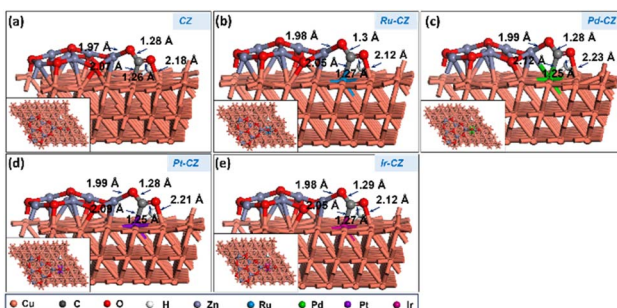 (a) CZ
1.97 Å 1.28 Å
2.07 2.18 Å
1.26 Å
(b) Ru-CZ
1.98 Å 1.3 Å
2.05 Å 2.12 Å
1.27 Å
(c) Pd-CZ
1.99 Å 1.28 Å
2.12 Å 2.23 Å
1.25 Å
(d) Pt-CZ
1.99 Å 1.28 Å
2.09 Å 2.21 Å
1.25 Å
(e) Ir-CZ
1.98 Å 1.29 Å
2.05 Å 2.12 Å
1.27 Å
Cu C O H Zn Ru Pd Pt Ir